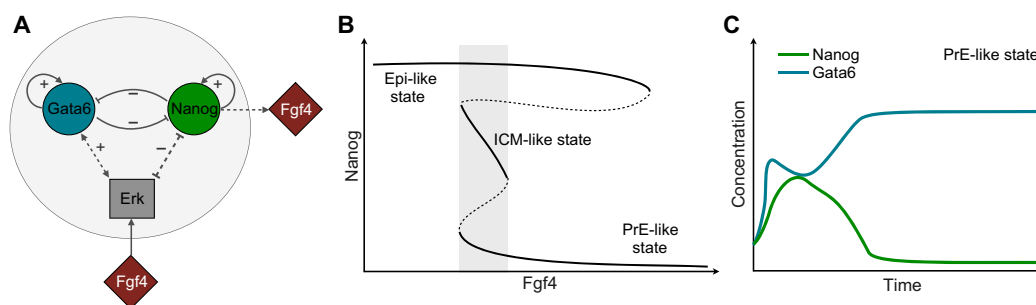 A
+
+
Gata6
−
−
Nanog
Fgf4
+
−
Erk
Fgf4
B
Nanog
Epi-like
state
ICM-like state
PrE-like
state
Fgf4
C
Concentration
Nanog
Gata6
PrE-like state
Time